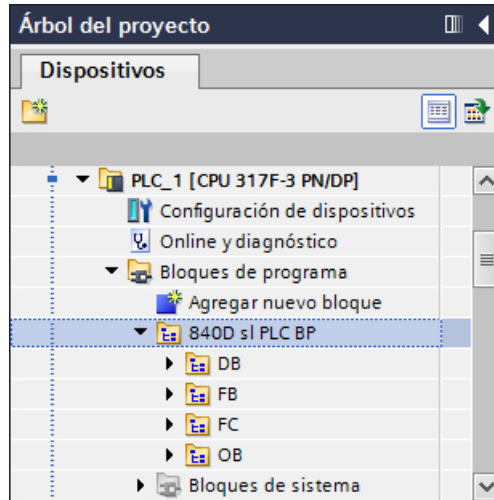 Árbol del proyecto
Dispositivos
PLC_1 [CPU 317F-3 PN/DP]
Configuración de dispositivos
Online y diagnóstico
Bloques de programa
Agregar nuevo bloque
840D sl PLC BP
DB
FB
FC
OB
Bloques de sistema